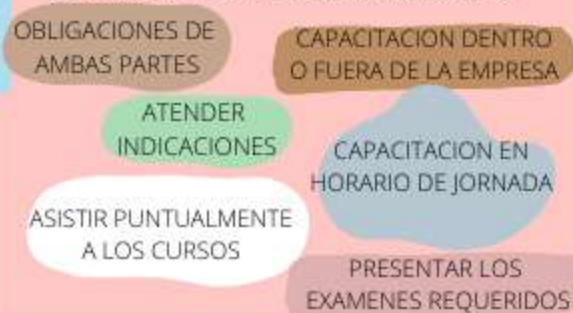 OBLIGACIONES DE
AMBAS PARTES
CAPACITACION DENTRO
O FUERA DE LA EMPRESA
ATENDER
INDICACIONES
CAPACITACION EN
HORARIO DE JORNADA
ASISTIR PUNTUALMENTE
A LOS CURSOS
PRESENTAR LOS
EXAMENES REQUERIDOS